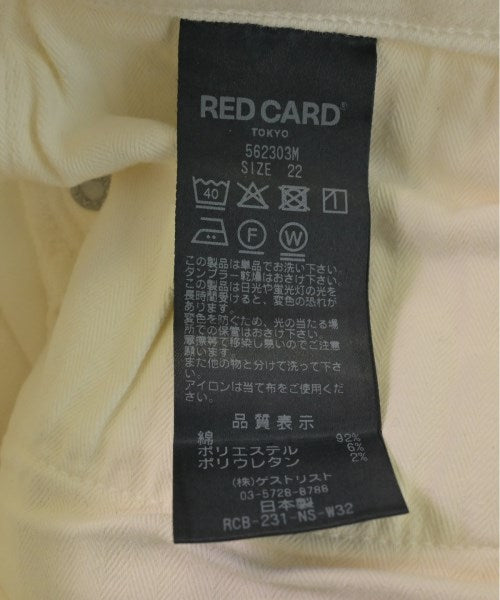 RED CARD®
TOKYO
562303M
SIZE 22
40
F W
この製品は単品でお洗い下さい。
タンブラー乾燥はおさけ下さい。
この製品は日光や蛍光灯の光を
長時間受けると、変色の恐れが
あります。
変色を防ぐため、光の当たる場
所での保管はおさけ下さい。
摩擦等で移染し易いのでご注意
願います。
また他の物と分けて洗って下さ
い。
アイロンは当て布をご使用くだ
さい。
品質表示
綿 92%
ポリエステル 6%
ポリウレタン 2%
(株)ゲストリスト
03-5728-8788
日本製
RCB-231-NS-W32